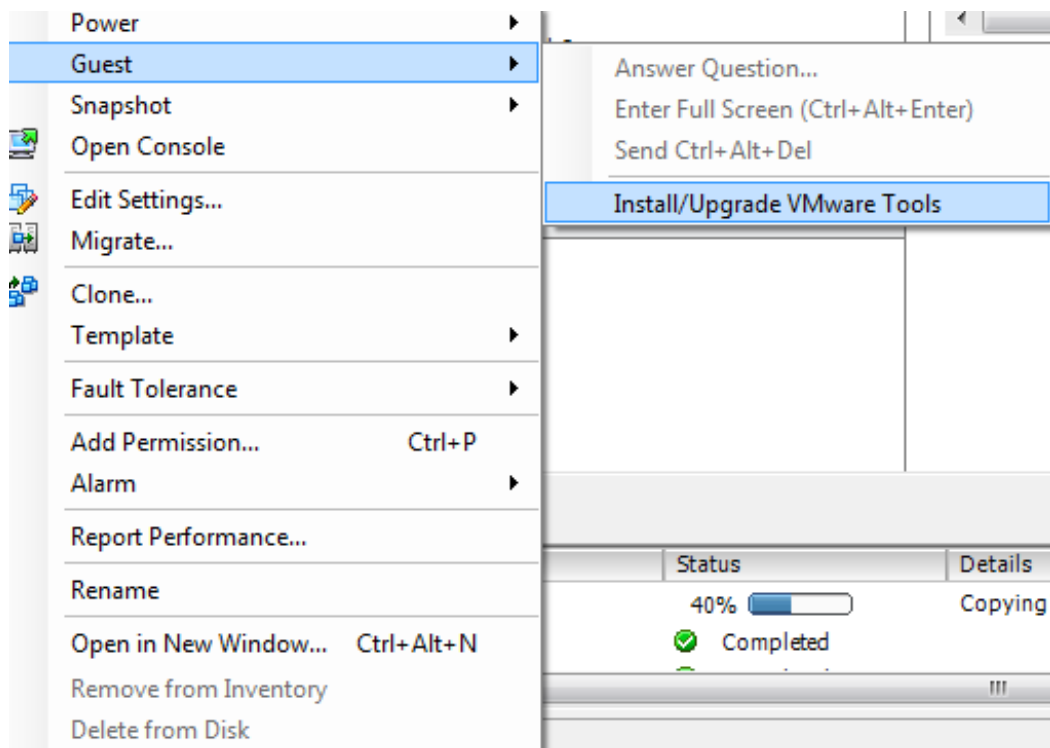 Power
Guest
Snapshot
Open Console
Edit Settings...
Migrate...
Clone...
Template
Fault Tolerance
Add Permission... Ctrl+P
Alarm
Report Performance...
Rename
Open in New Window... Ctrl+Alt+N
Remove from Inventory
Delete from Disk
Answer Question...
Enter Full Screen (Ctrl+Alt+Enter)
Send Ctrl+Alt+Del
Install/Upgrade VMware Tools
Status Details
40% Copying
Completed